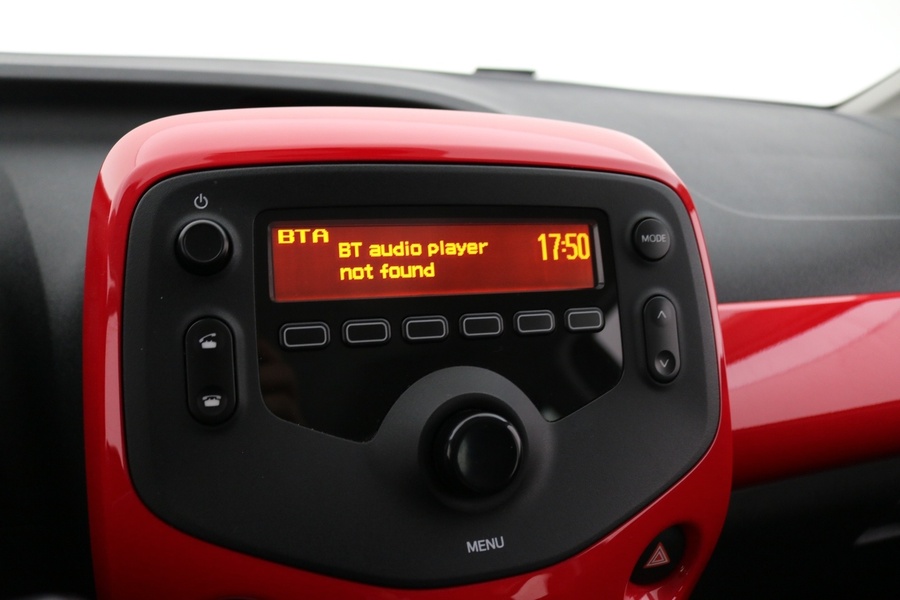 BTA
BT audio player
not found
17:50
MODE
MENU